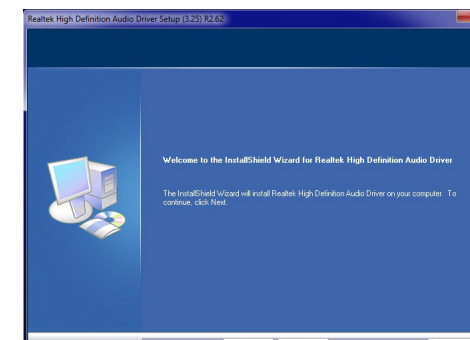 Realtek High Definition Audio Driver Setup (3.25) R2.62
Welcome to the InstallShield Wizard for Realtek High Definition Audio Driver
The InstallShield Wizard will install Realtek High Definition Audio Driver on your computer. To
continue, click Next.